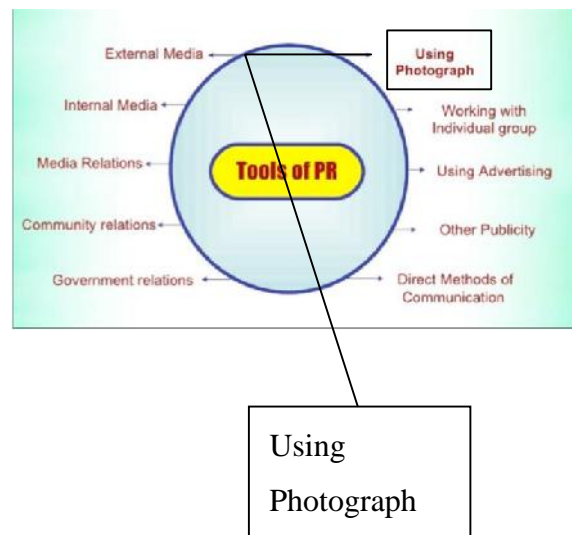 External Media
Using
Photograph
Internal Media
Working with
Individual group
Media Relations
Tools of PR
Using Advertising
Community relations
Other Publicity
Government relations
Direct Methods of
Communication
Using
Photograph